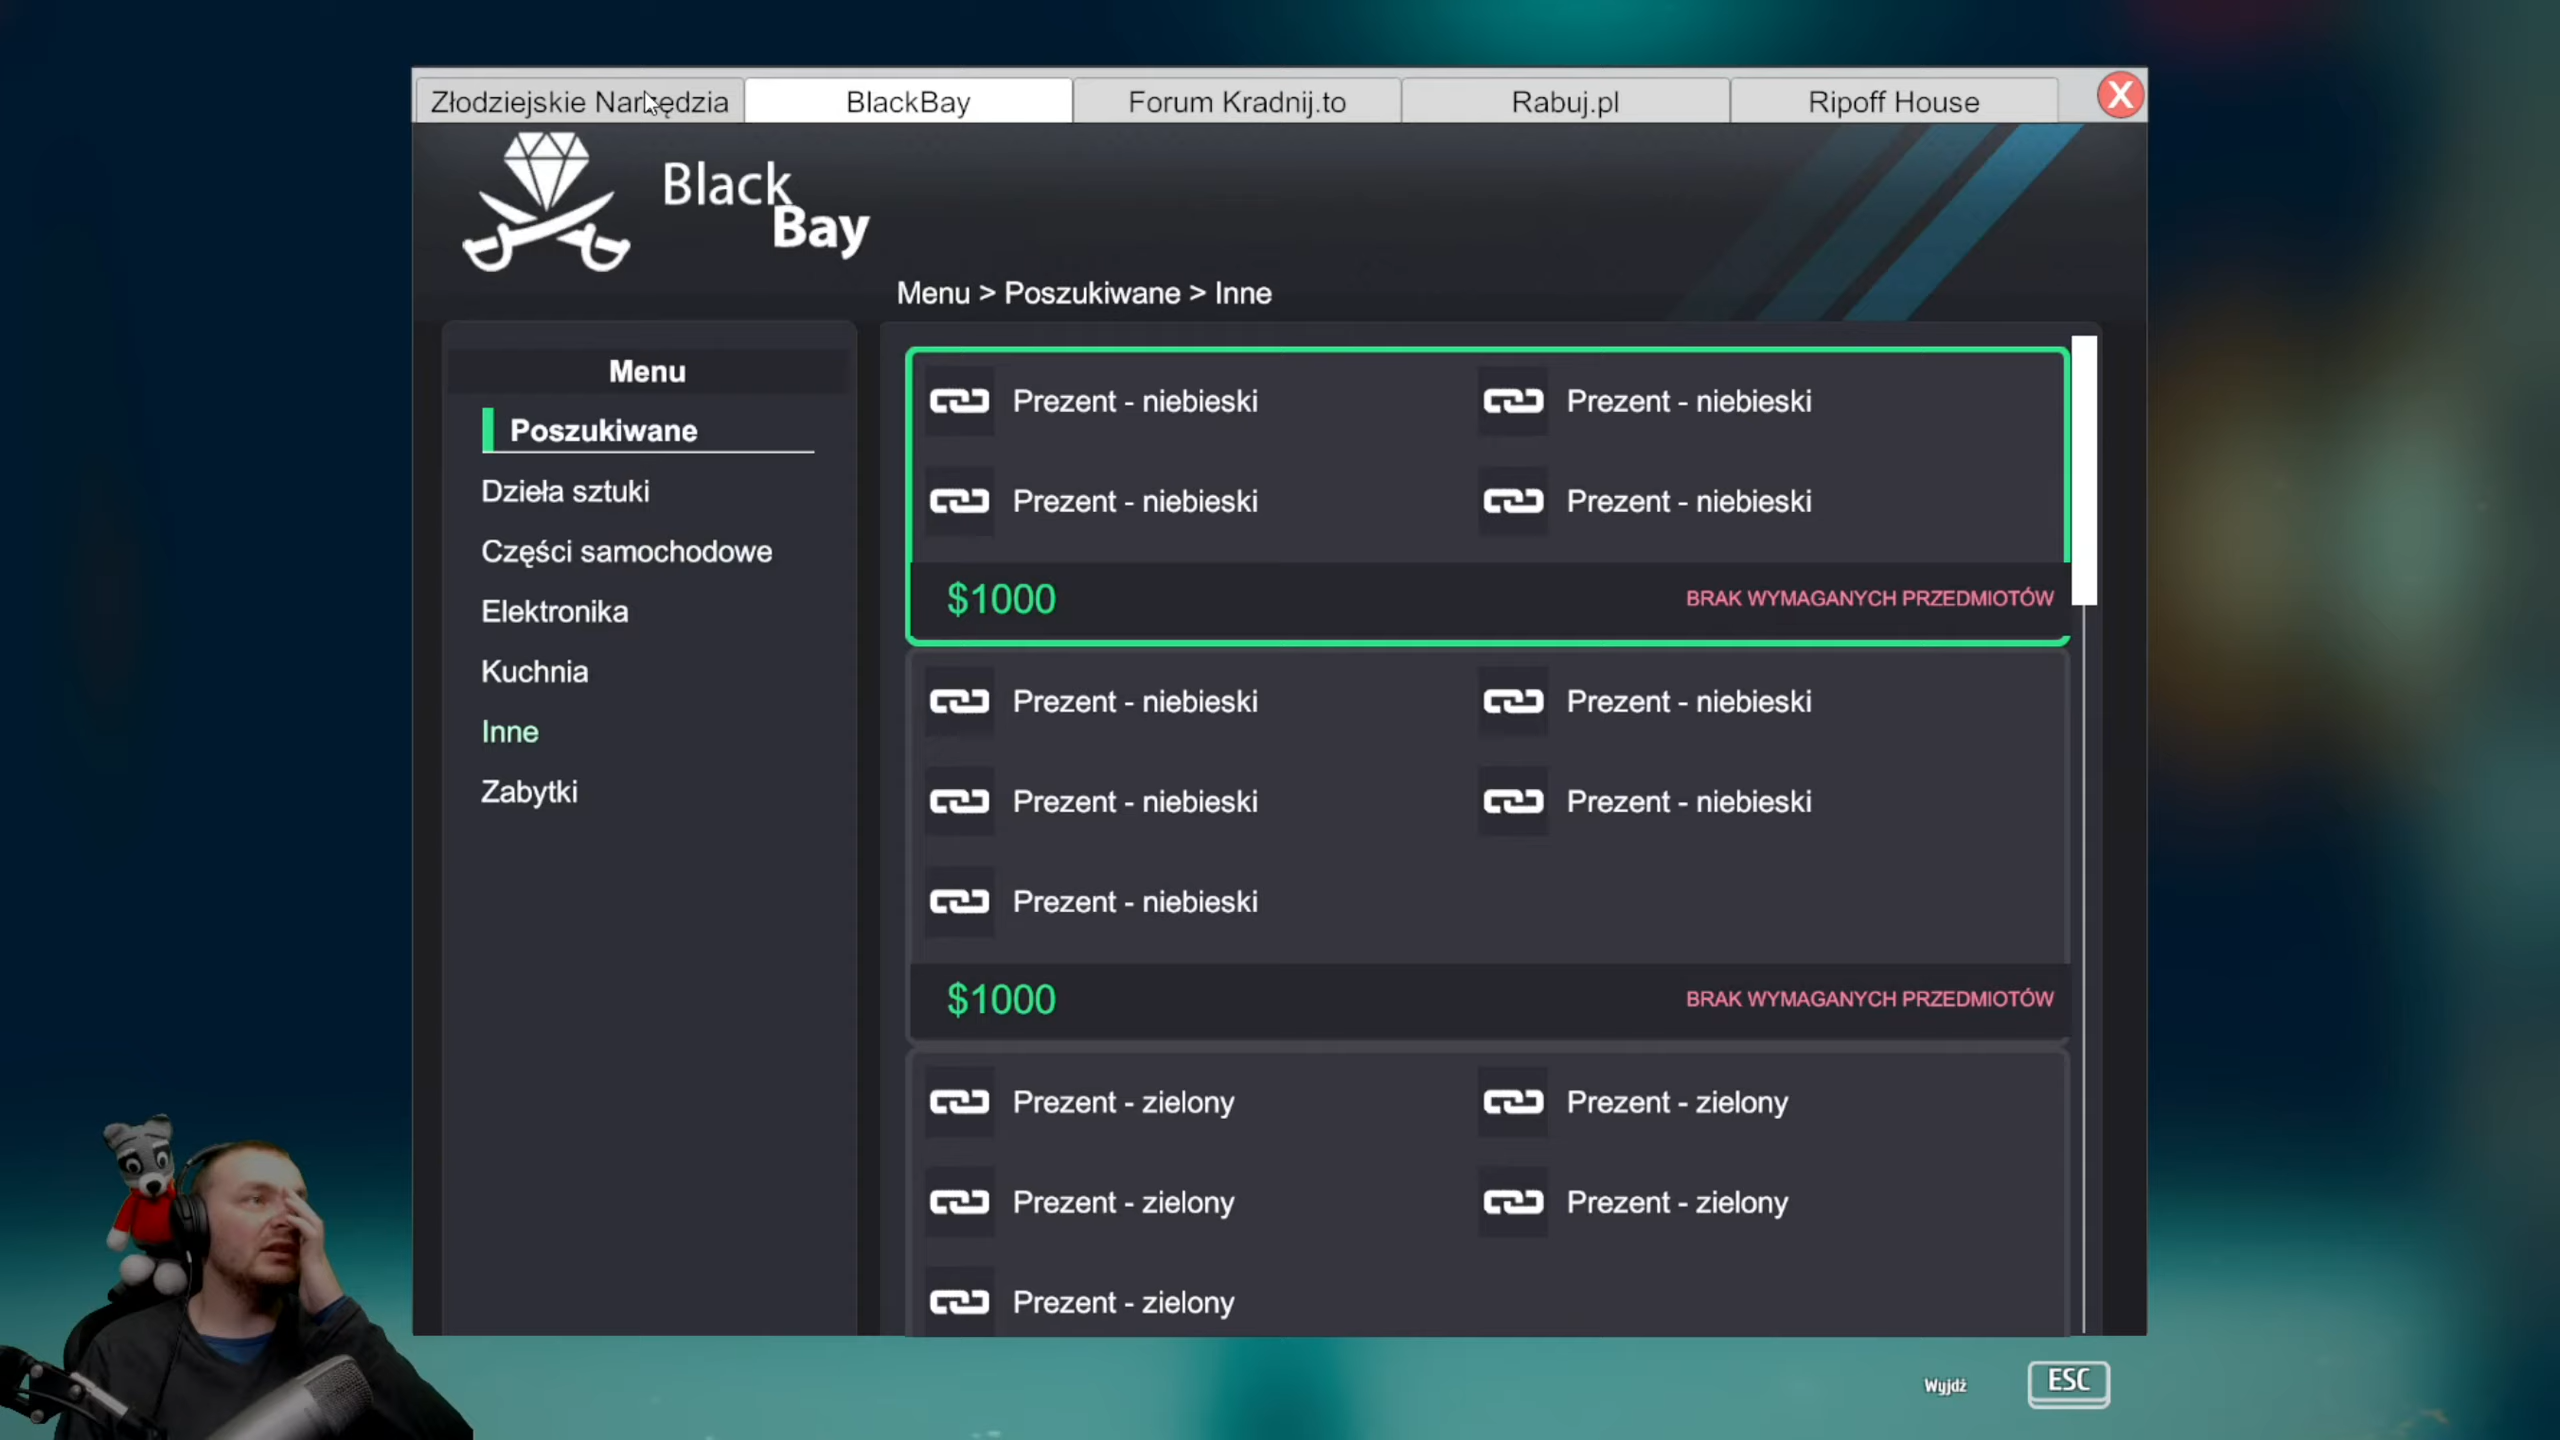 Złodziejskie Narzędzia BlackBay Forum Kradnij.to Rabuj.pl Ripoff House X
Black
Bay
Menu > Poszukiwane > Inne
Menu
Poszukiwane
Dzieła sztuki
Części samochodowe
Elektronika
Kuchnia
Inne
Zabytki
Prezent - niebieski Prezent - niebieski
Prezent - niebieski Prezent - niebieski
$1000 BRAK WYMAGANYCH PRZEDMIOTÓW
Prezent - niebieski Prezent - niebieski
Prezent - niebieski Prezent - niebieski
Prezent - niebieski
$1000 BRAK WYMAGANYCH PRZEDMIOTÓW
Prezent - zielony Prezent - zielony
Prezent - zielony Prezent - zielony
Prezent - zielony
Wyjdź ESC